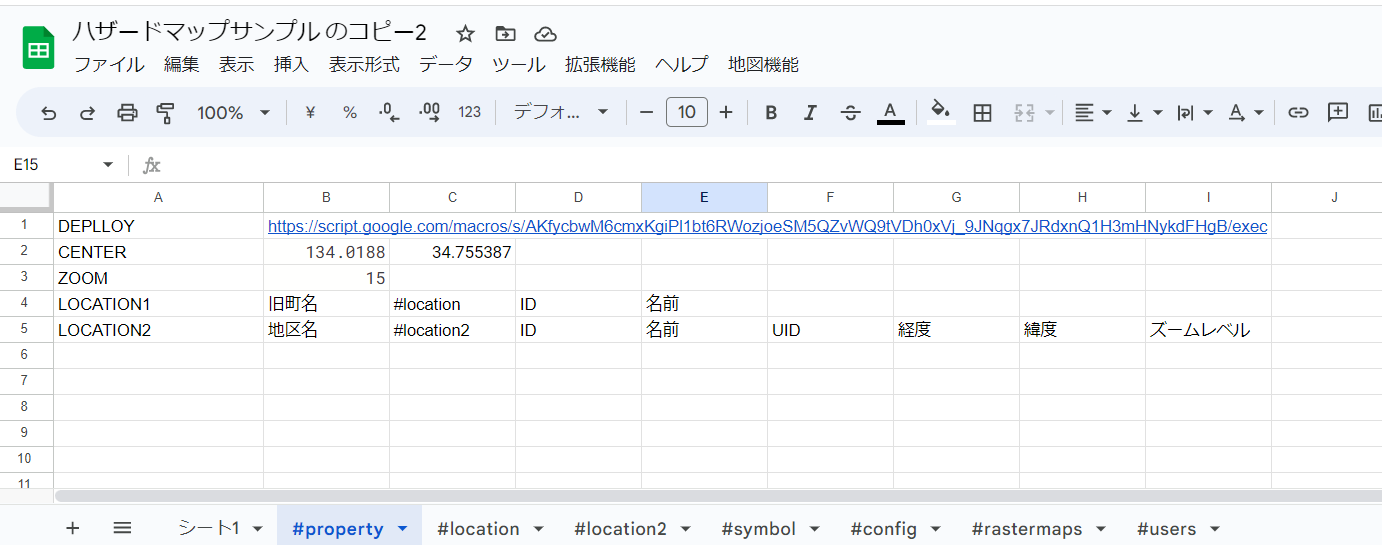 ハザードマップサンプル のコピー2
ファイル 編集 表示 挿入 表示形式 データ ツール 拡張機能 ヘルプ 地図機能
100% ¥ % .0 .00 123 デフォ... 10 B I A A
E15 fx
A B C D E F G H I J
1 DEPLLOY https://script.google.com/macros/s/AKfycbwM6cmxKgiPl1bt6RWozjoeSM5QZvWQ9tVDh0xVj_9JNqgx7JRdxnQ1H3mHNykdFHgB/exec
2 CENTER 134.0188 34.755387
3 ZOOM 15
4 LOCATION1 旧町名 #location ID 名前
5 LOCATION2 地区名 #location2 ID 名前 UID 経度 緯度 ズームレベル
6
7
8
9
10
11
シート1 #property #location #location2 #symbol #config #rastermaps #users